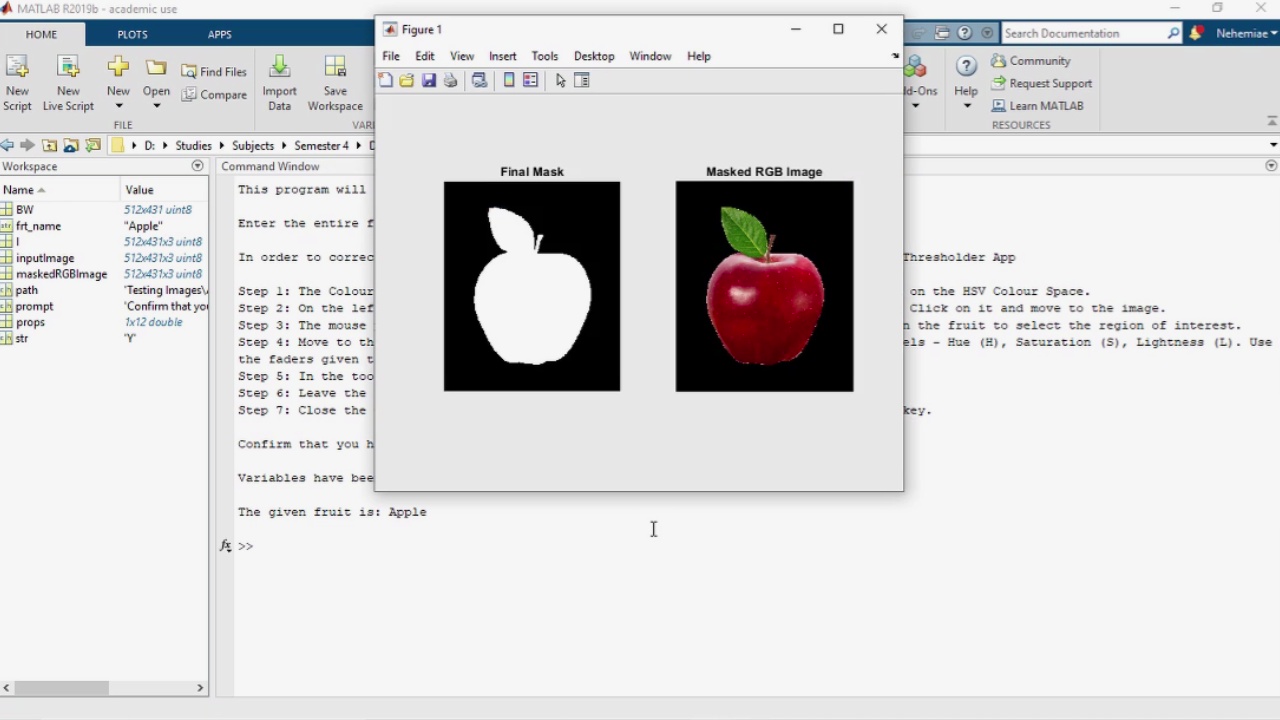 MATLAB R2019b - academic use
HOME PLOTS APPS
Search Documentation
Nehemiae
New Script
New Live Script
New
Open
Find Files
Compare
Import Data
Save Workspace
FILE
Help
Community
Request Support
Learn MATLAB
RESOURCES
D: Studies Subjects Semester 4
Workspace
Name Value
BW 512x431 uint8
frt_name "Apple"
I 512x431x3 uint8
inputImage 512x431x3 uint8
maskedRGBImage 512x431x3 uint8
path 'Testing Images\
prompt 'Confirm that you
props 1x12 double
str 'Y'
Command Window
This program will
Enter the entire f
In order to correc Thresholder App
Step 1: The Colour on the HSV Colour Space.
Step 2: On the lef Click on it and move to the image.
Step 3: The mouse n the fruit to select the region of interest.
Step 4: Move to th els - Hue (H), Saturation (S), Lightness (L). Use
the faders given t
Step 5: In the too
Step 6: Leave the
Step 7: Close the key.
Confirm that you h
Variables have bee
The given fruit is: Apple
fx >>
Figure 1
File Edit View Insert Tools Desktop Window Help
Final Mask
Masked RGB Image